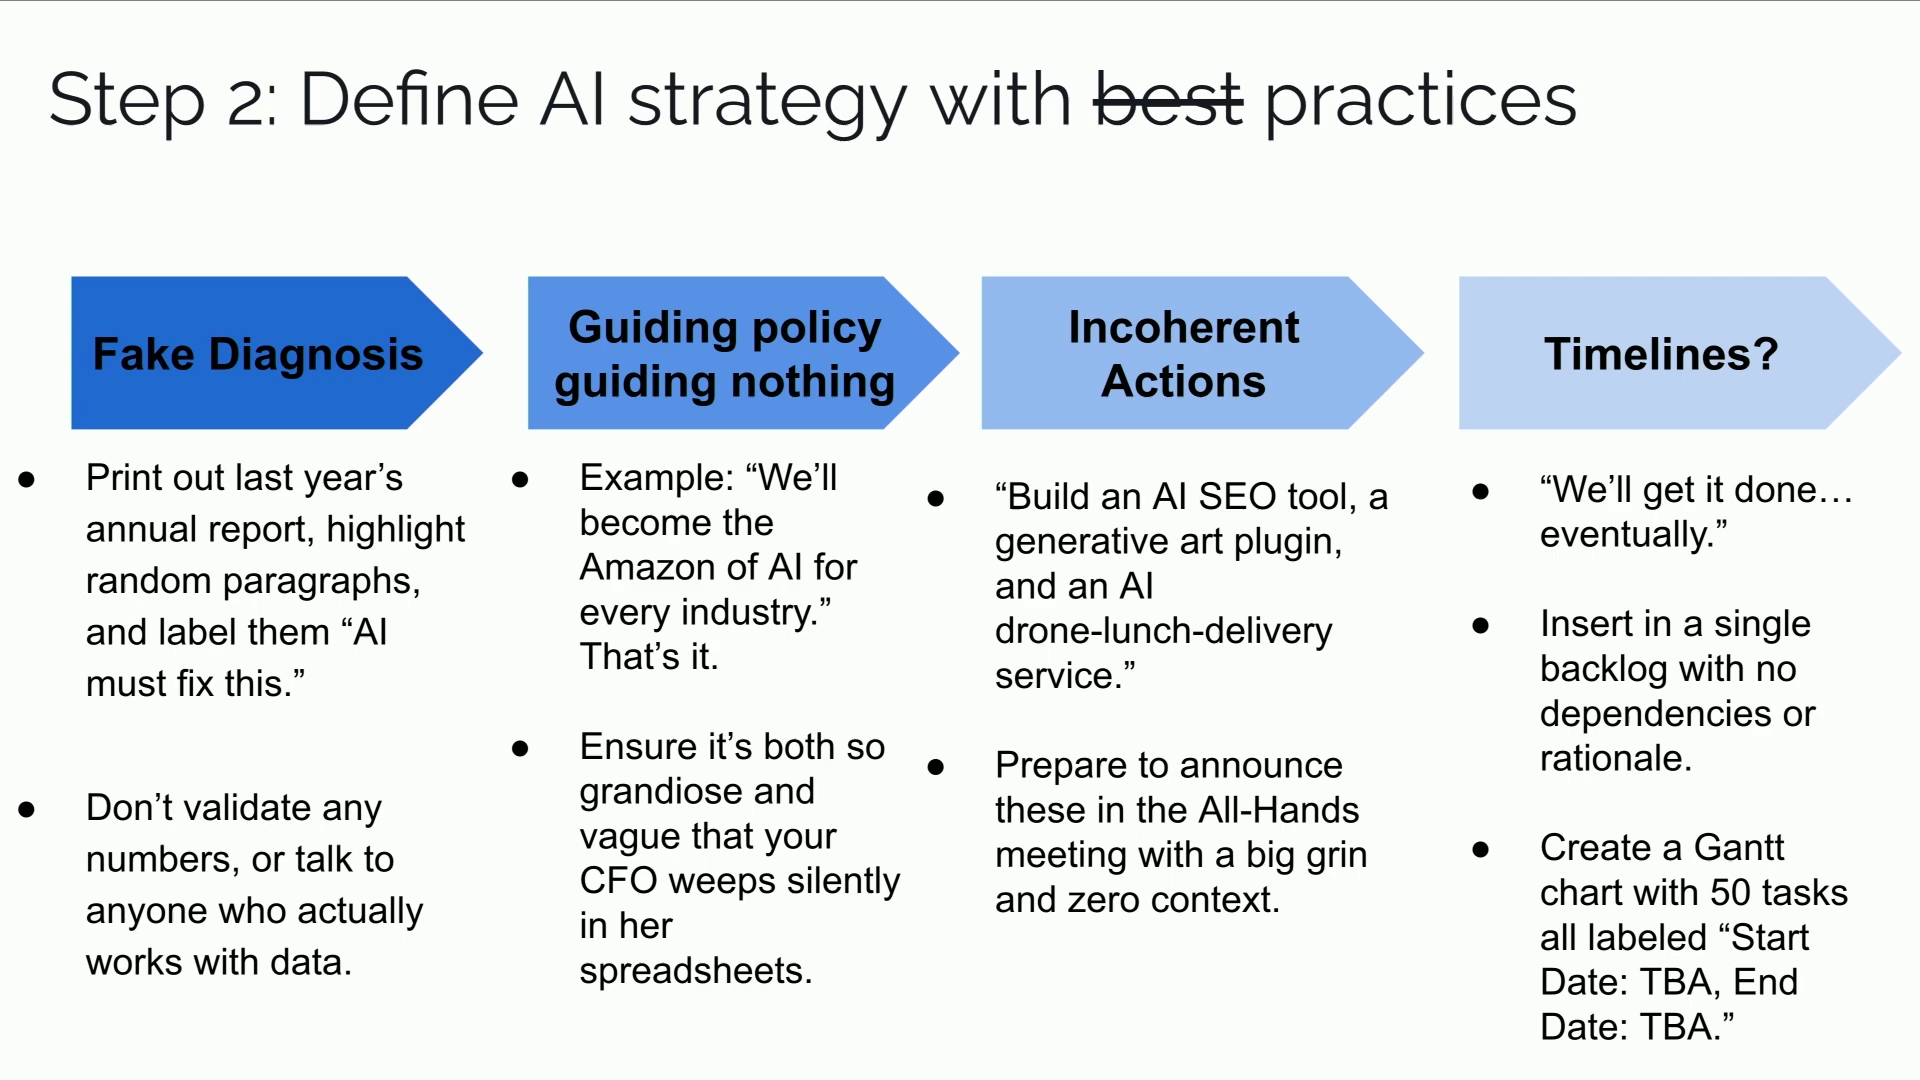 Step 2: Define AI strategy with best practices
Fake Diagnosis
● Print out last year’s
annual report, highlight
random paragraphs,
and label them “AI
must fix this.”
● Don’t validate any
numbers, or talk to
anyone who actually
works with data.
Guiding policy
guiding nothing
● Example: “We’ll
become the
Amazon of AI for
every industry.”
That’s it.
● Ensure it’s both so
grandiose and
vague that your
CFO weeps silently
in her
spreadsheets.
Incoherent
Actions
● “Build an AI SEO tool, a
generative art plugin,
and an AI
drone-lunch-delivery
service.”
● Prepare to announce
these in the All-Hands
meeting with a big grin
and zero context.
Timelines?
● “We’ll get it done…
eventually.”
● Insert in a single
backlog with no
dependencies or
rationale.
● Create a Gantt
chart with 50 tasks
all labeled “Start
Date: TBA, End
Date: TBA.”